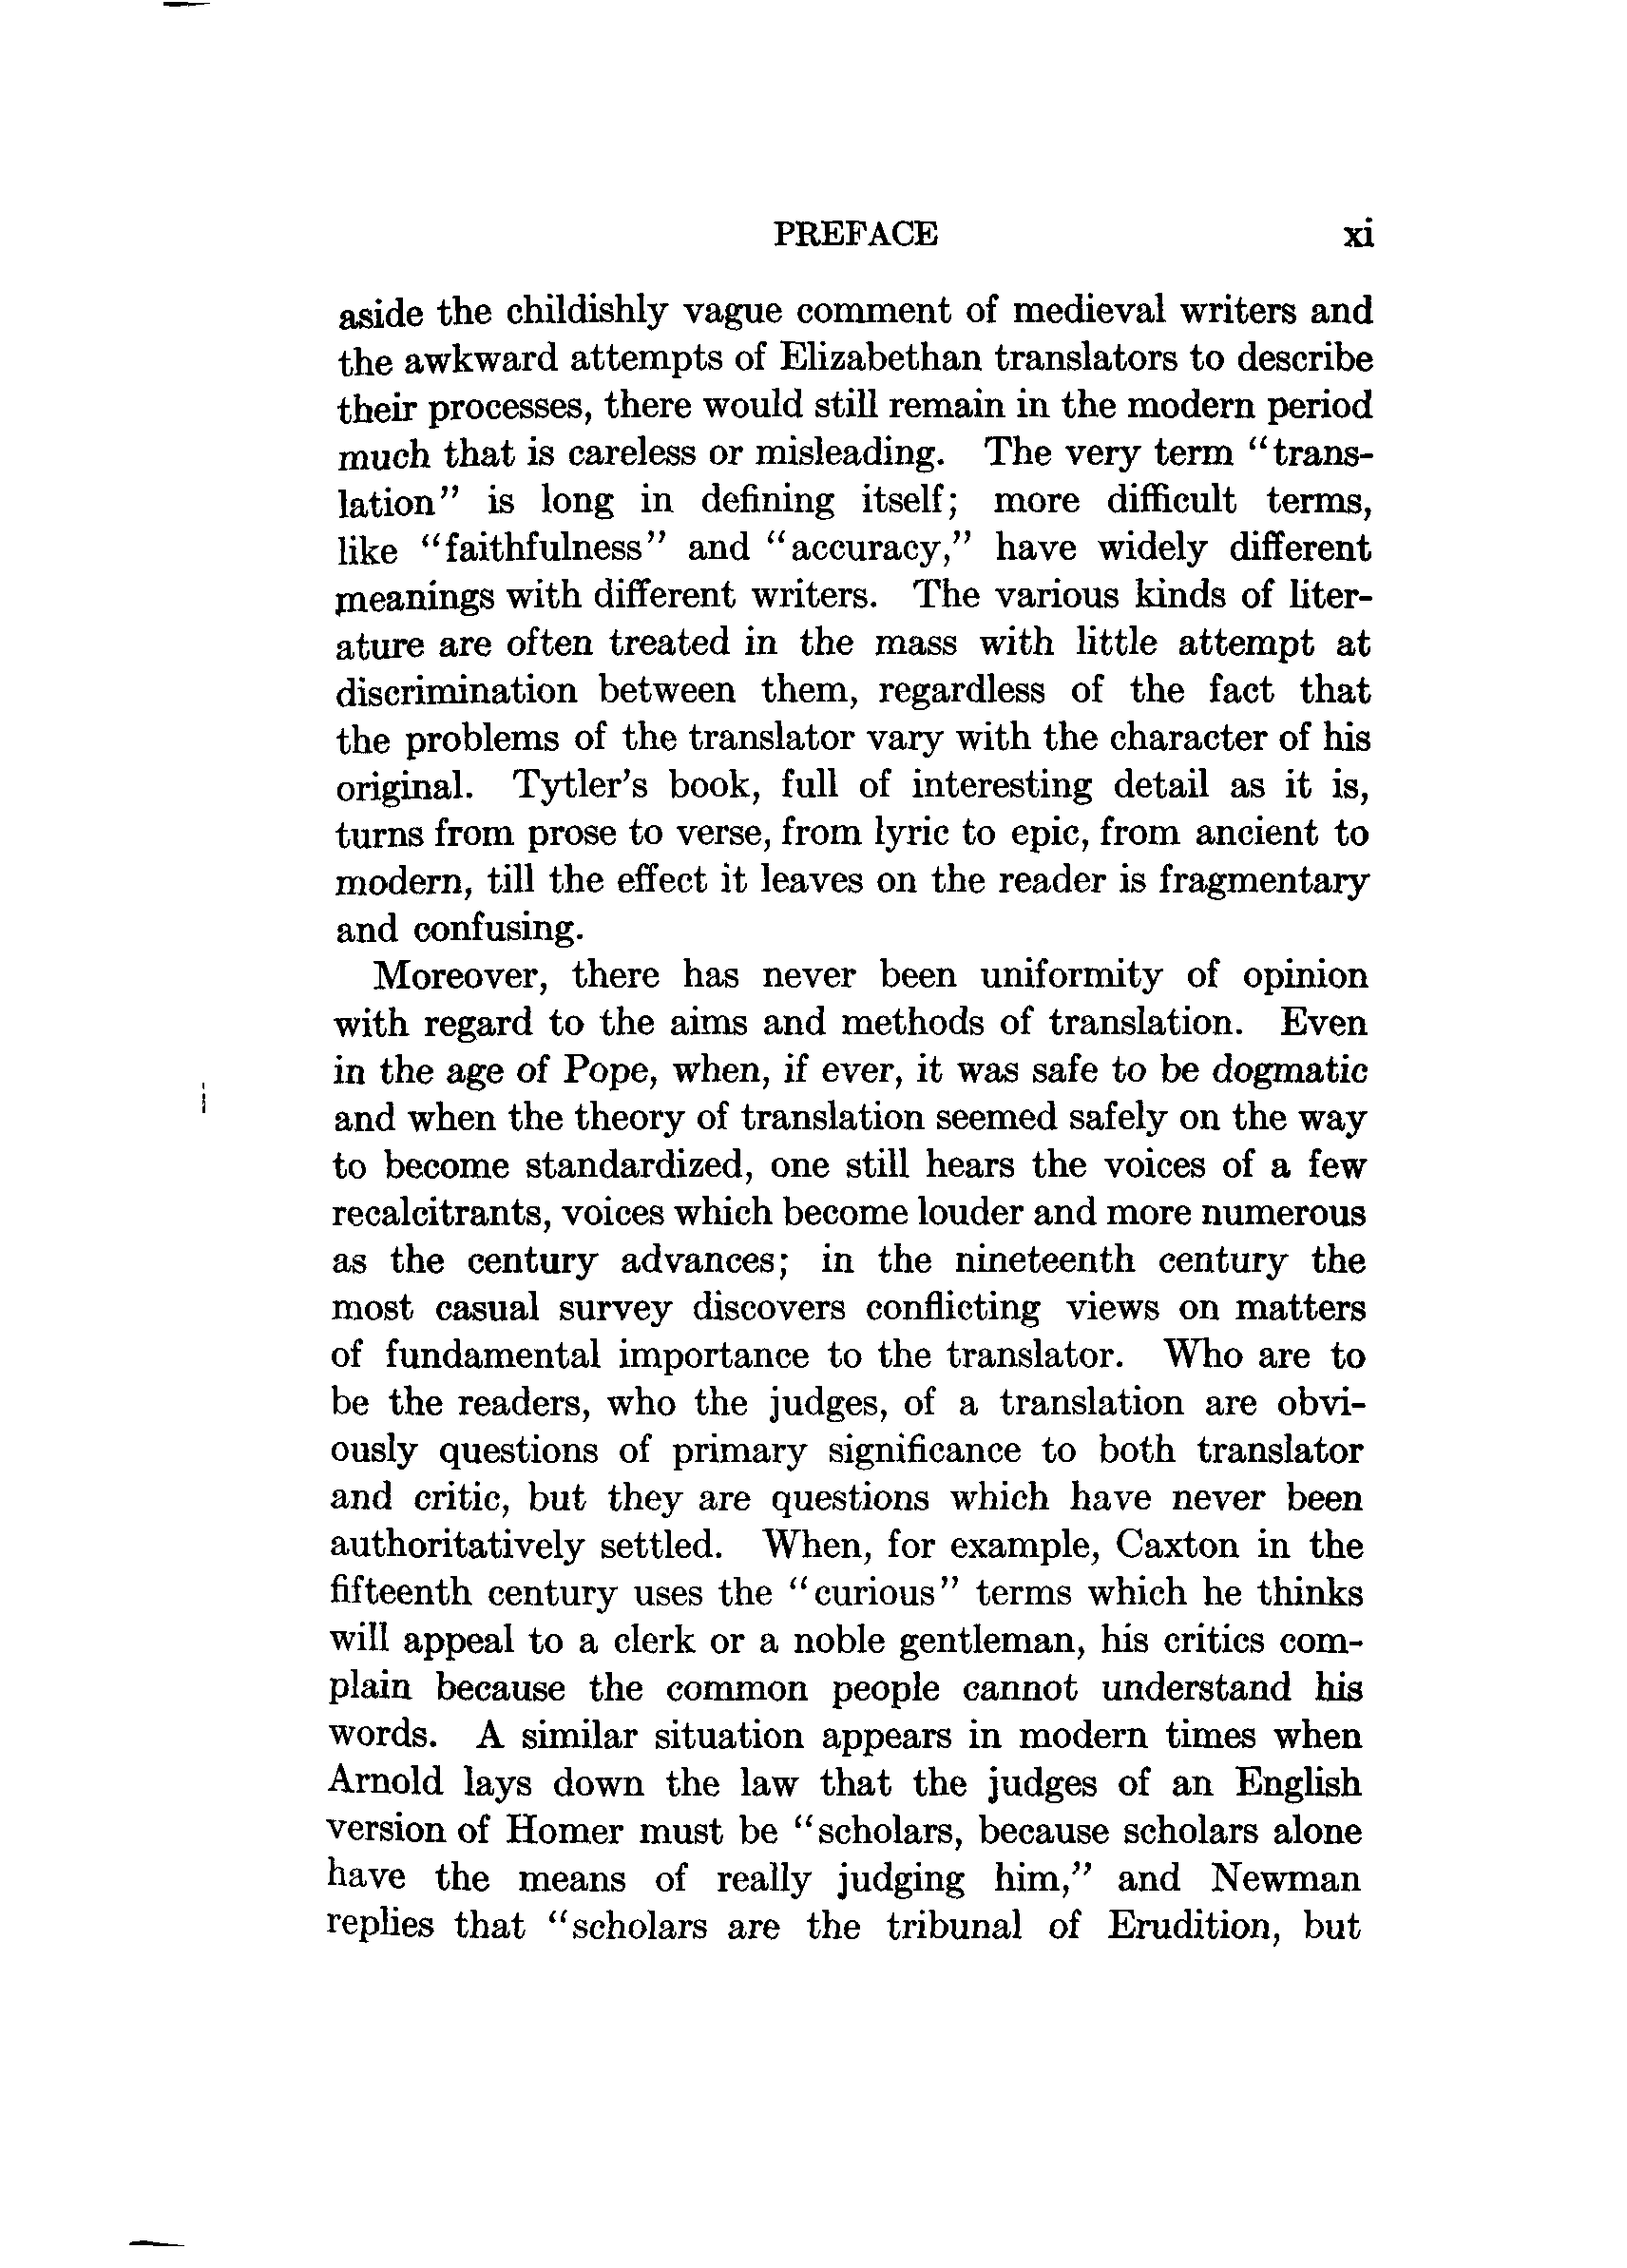 PREFACE xi
aside the childishly vague comment of medieval writers and
the awkward attempts of Elizabethan translators to describe
their processes, there would still remain in the modern period
much that is careless or misleading. The very term “trans-
lation” is long in defining itself; more difficult terms,
like “faithfulness” and “accuracy,” have widely different
meanings with different writers. The various kinds of liter-
ature are often treated in the mass with little attempt at
discrimination between them, regardless of the fact that
the problems of the translator vary with the character of his
original. Tytler’s book, full of interesting detail as it is,
turns from prose to verse, from lyric to epic, from ancient to
modern, till the effect it leaves on the reader is fragmentary
and confusing.
Moreover, there has never been uniformity of opinion
with regard to the aims and methods of translation. Even
in the age of Pope, when, if ever, it was safe to be dogmatic
and when the theory of translation seemed safely on the way
to become standardized, one still hears the voices of a few
recalcitrants, voices which become louder and more numerous
as the century advances; in the nineteenth century the
most casual survey discovers conflicting views on matters
of fundamental importance to the translator. Who are to
be the readers, who the judges, of a translation are obvi-
ously questions of primary significance to both translator
and critic, but they are questions which have never been
authoritatively settled. When, for example, Caxton in the
fifteenth century uses the “curious” terms which he thinks
will appeal to a clerk or a noble gentleman, his critics com-
plain because the common people cannot understand his
words. A similar situation appears in modern times when
Arnold lays down the law that the judges of an English
version of Homer must be “scholars, because scholars alone
have the means of really judging him,” and Newman
replies that “scholars are the tribunal of Erudition, but